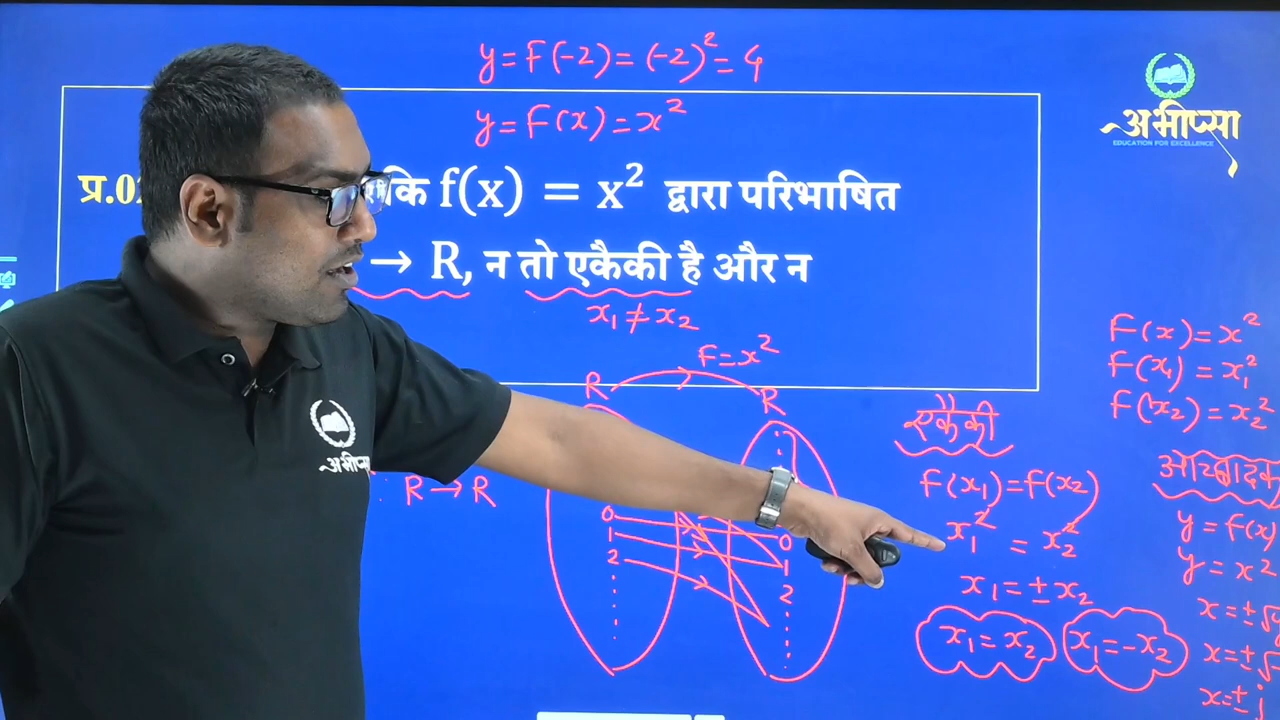 y = F(-2) = (-2)² = 4
y = F(x) = x²
अभीप्सा
EDUCATION FOR EXCELLENCE
प्र.0
कि f(x) = x² द्वारा परिभाषित
→ R, न तो एकैकी है और न
x₁ ≠ x₂
F = x²
R
R
R → R
0
1
2
0
1
2
एकैकी
F(x₁) = F(x₂)
x₁² = x₂²
x₁ = ± x₂
x₁ = x₂
x₁ = -x₂
F(x) = x²
F(x₁) = x₁²
F(x₂) = x₂²
y = F(x)
y = x²
x = ±√
x = ±√
x = ± i
अभीप्सा